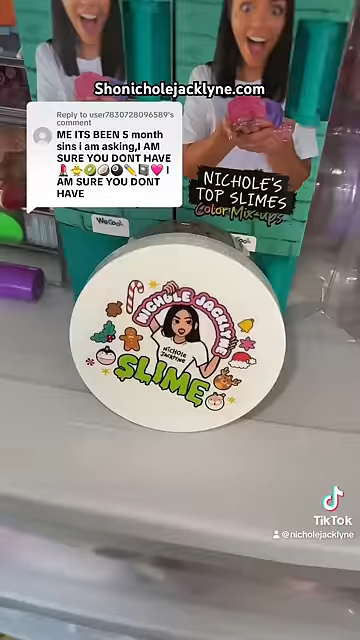 Shonicholejacklyne.com
Reply to user7830728096589's
comment
ME ITS BEEN 5 month
sins i am asking,I AM
SURE YOU DONT HAVE
💄🌟🥝🥥🎱✏️📓💗 I
AM SURE YOU DONT
HAVE
NICHOLE'S
TOP SLIMES
Color Mix-ups
WeCool
NICHOLE JACKLYNE
NICHOLE
JACKLYNE
SLIME
TikTok
@nicholejacklyne